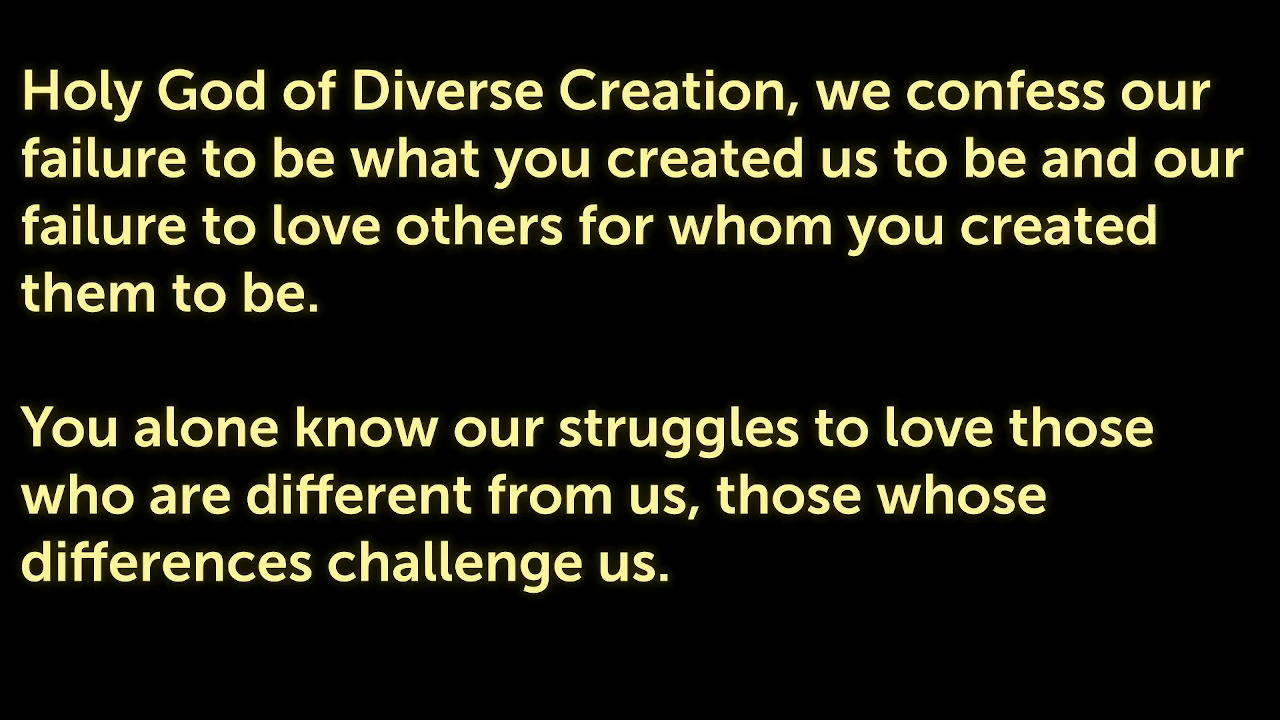 Holy God of Diverse Creation, we confess our
failure to be what you created us to be and our
failure to love others for whom you created
them to be.
You alone know our struggles to love those
who are different from us, those whose
differences challenge us.